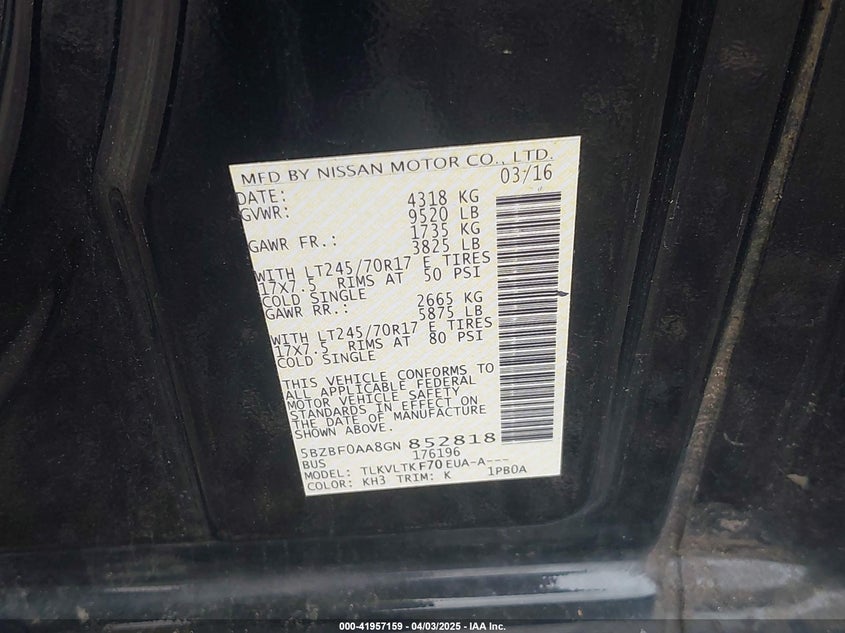 MFD BY NISSAN MOTOR CO., LTD.
DATE: 03/16
GVWR: 4318 KG
9520 LB
GAWR FR.: 1735 KG
3825 LB
WITH LT245/70R17 E TIRES
17X7.5 RIMS AT 50 PSI
COLD SINGLE
GAWR RR.: 2665 KG
5875 LB
WITH LT245/70R17 E TIRES
17X7.5 RIMS AT 80 PSI
COLD SINGLE
THIS VEHICLE CONFORMS TO
ALL APPLICABLE FEDERAL
MOTOR VEHICLE SAFETY
STANDARDS IN EFFECT ON
THE DATE OF MANUFACTURE
SHOWN ABOVE.
5BZBF0AA8GN 852818
BUS 176196
MODEL: TLKVLTKF70EUA-A---
COLOR: KH3 TRIM: K 1PB0A
000-41957159 - 04/03/2025 - IAA Inc.